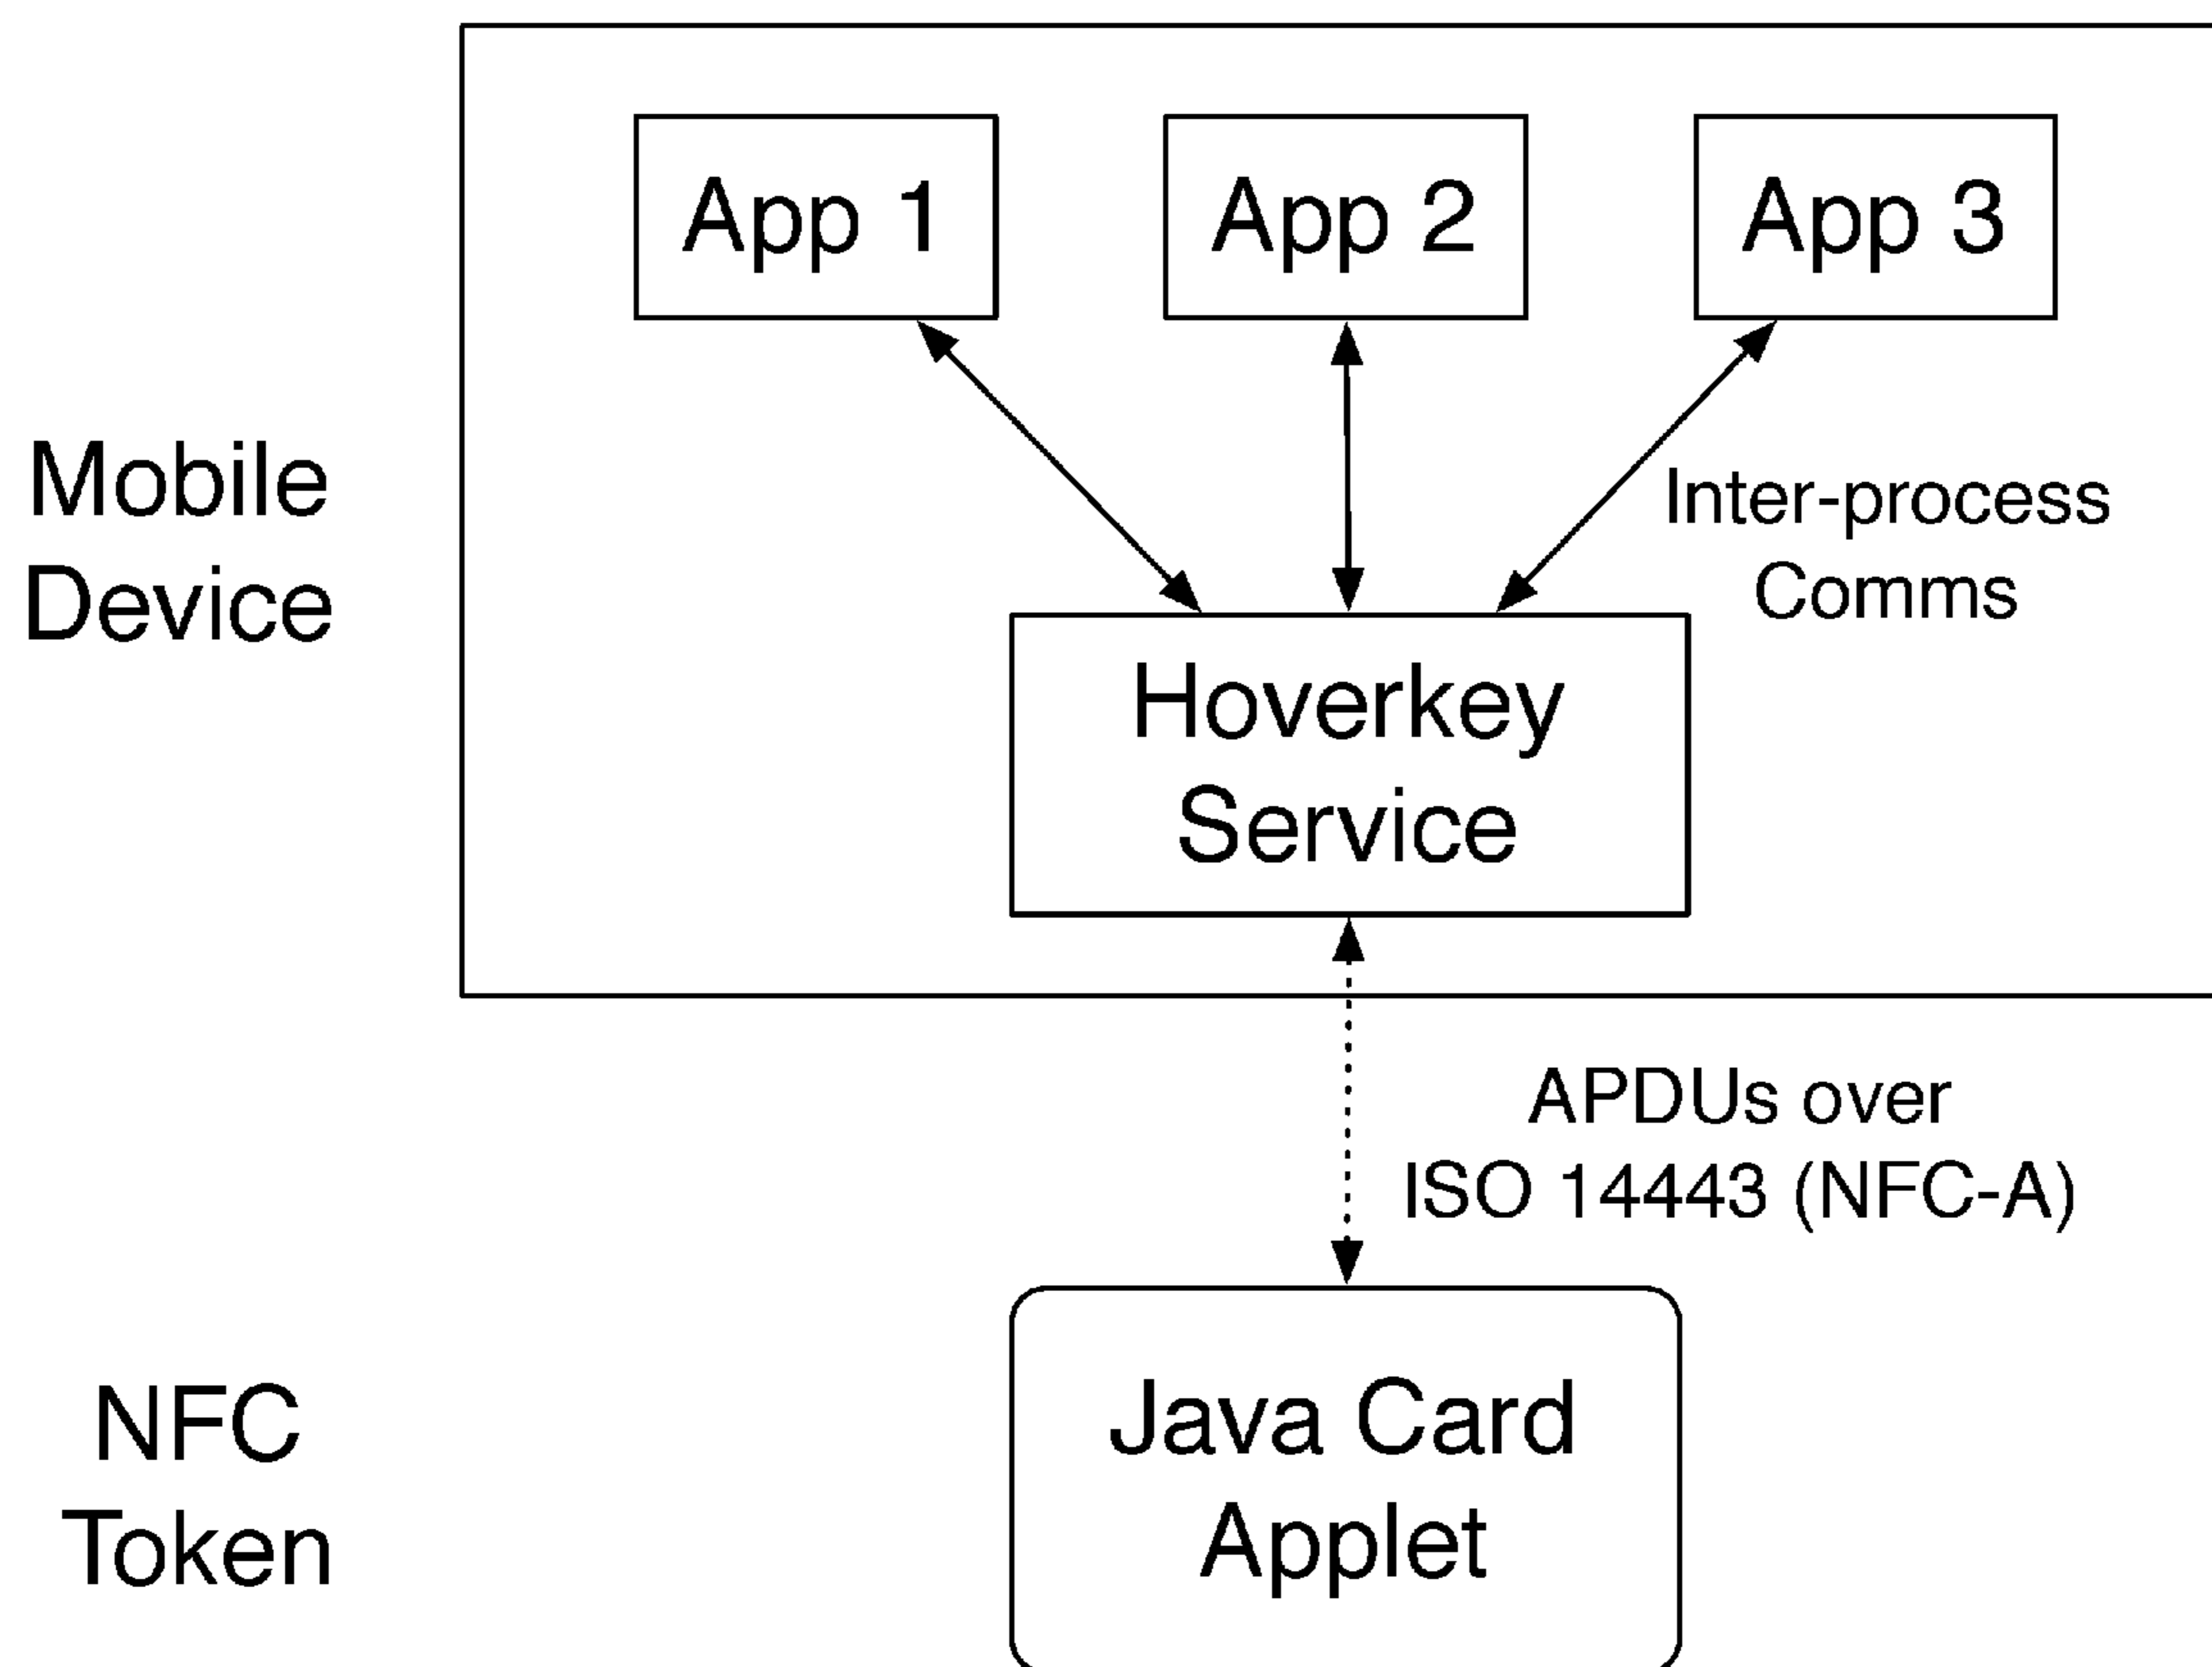 App 1
App 2
App 3
Mobile
Device
Inter-process
Comms
Hoverkey
Service
APDUs over
ISO 14443 (NFC-A)
NFC
Token
Java Card
Applet